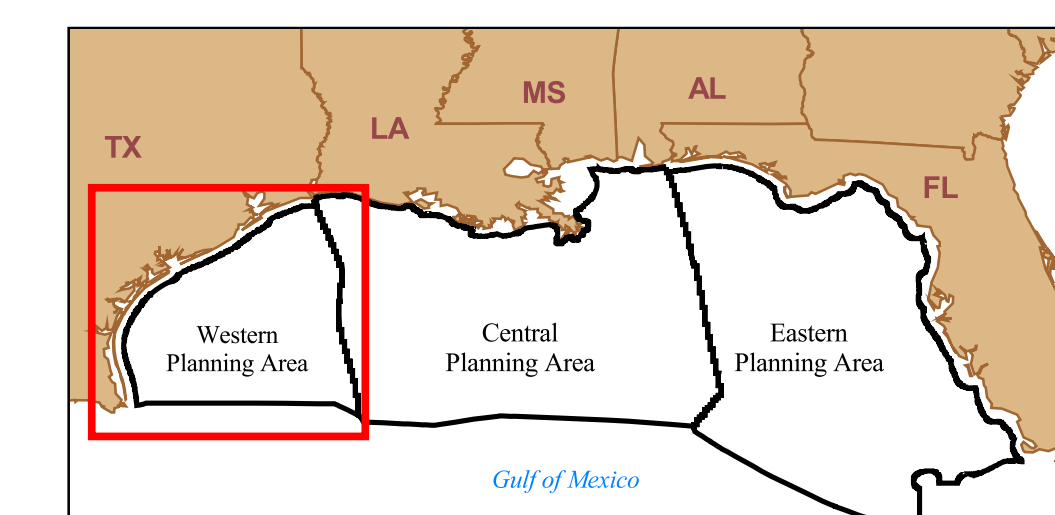 MS
AL
LA
TX
FL
Western
Planning Area
Central
Planning Area
Eastern
Planning Area
Gulf of Mexico